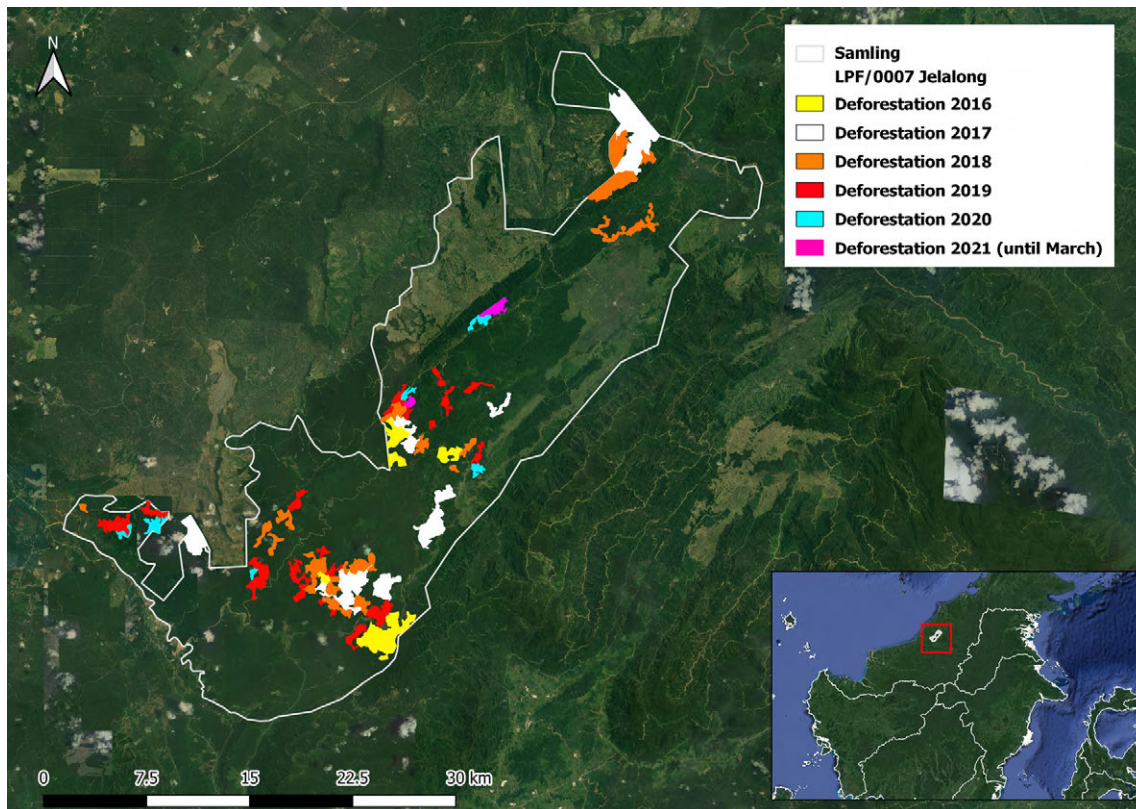 N
Samling
LPF/0007 Jelalong
Deforestation 2016
Deforestation 2017
Deforestation 2018
Deforestation 2019
Deforestation 2020
Deforestation 2021 (until March)
0 7.5 15 22.5 30 km